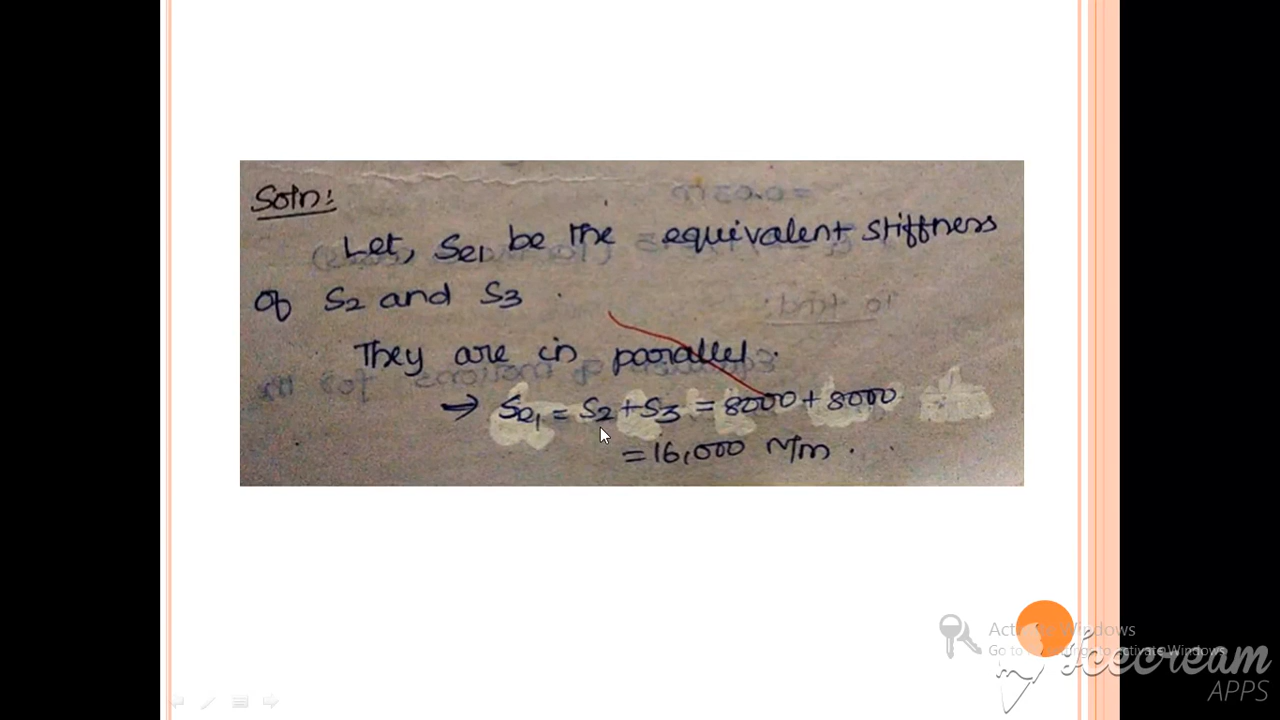 Soln:
Let, Se1 be the equivalent stiffness
of S2 and S3.
They are in parallel.
→ Se1 = S2 + S3 = 8000 + 8000
= 16,000 N/m.
Activate Windows
Go to Settings to activate Windows.
Icecream
APPS